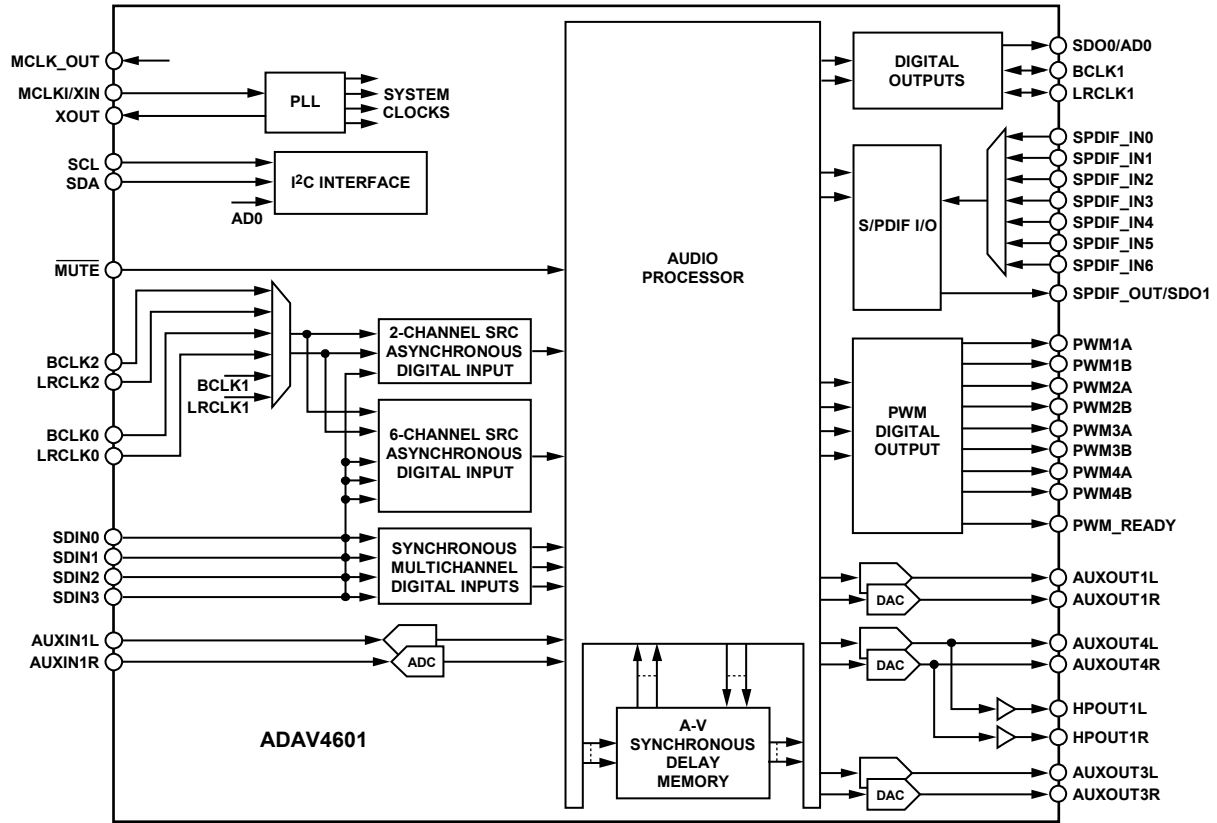 MCLK_OUT
MCLKI/XIN
XOUT
PLL
SYSTEM
CLOCKS
SCL
SDA
I²C INTERFACE
AD0
MUTE
BCLK2
LRCLK2
BCLK1
LRCLK1
BCLK0
LRCLK0
2-CHANNEL SRC
ASYNCHRONOUS
DIGITAL INPUT
6-CHANNEL SRC
ASYNCHRONOUS
DIGITAL INPUT
SDIN0
SDIN1
SDIN2
SDIN3
SYNCHRONOUS
MULTICHANNEL
DIGITAL INPUTS
AUXIN1L
AUXIN1R
ADC
ADAV4601
AUDIO
PROCESSOR
A-V
SYNCHRONOUS
DELAY
MEMORY
DIGITAL
OUTPUTS
SDO0/AD0
BCLK1
LRCLK1
S/PDIF I/O
SPDIF_IN0
SPDIF_IN1
SPDIF_IN2
SPDIF_IN3
SPDIF_IN4
SPDIF_IN5
SPDIF_IN6
SPDIF_OUT/SDO1
PWM
DIGITAL
OUTPUT
PWM1A
PWM1B
PWM2A
PWM2B
PWM3A
PWM3B
PWM4A
PWM4B
PWM_READY
DAC
AUXOUT1L
AUXOUT1R
DAC
AUXOUT4L
AUXOUT4R
HPOUT1L
HPOUT1R
DAC
AUXOUT3L
AUXOUT3R